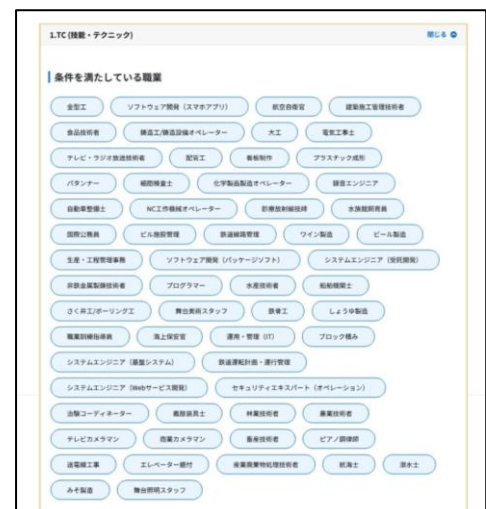 1.TC (技能・テクニック) 閉じる
条件を満たしている職業
金型工 ソフトウェア開発（スマホアプリ） 航空自衛官 建築施工管理技術者
食品技術者 鋳造工/鋳造設備オペレーター 大工 電気工事士
テレビ・ラジオ放送技術者 配管工 看板制作 プラスチック成形
パタンナー 細胞検査士 化学製品製造オペレーター 録音エンジニア
自動車整備士 NC工作機械オペレーター 診療放射線技師 水族館飼育員
国際公務員 ビル施設管理 鉄道線路管理 ワイン製造 ビール製造
生産・工程管理事務 ソフトウェア開発（パッケージソフト） システムエンジニア（受託開発）
非鉄金属製錬技術者 プログラマー 水産技術者 船舶機関士
さく井工/ボーリング工 舞台美術スタッフ 鉄骨工 しょうゆ製造
職業訓練指導員 海上保安官 運用・管理（IT） ブロック積み
システムエンジニア（基盤システム） 鉄道運転計画・運行管理
システムエンジニア（Webサービス開発） セキュリティエキスパート（オペレーション）
治験コーディネーター 義肢装具士 林業技術者 農業技術者
テレビカメラマン 商業カメラマン 畜産技術者 ピアノ調律師
送電線工事 エレベーター据付 産業廃棄物処理技術者 航海士 潜水士
みそ製造 舞台照明スタッフ